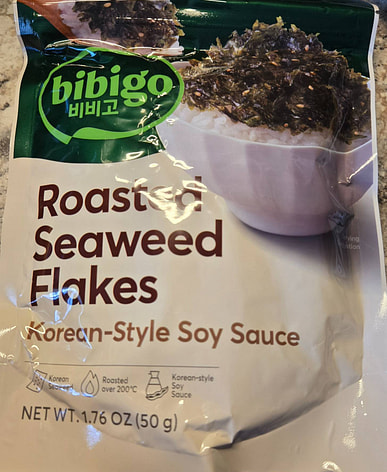 bibigo
비비고
Roasted
Seaweed
Flakes
Korean-Style Soy Sauce
Korean
Roasted
over 200°C
Korean-style
Soy
Sauce
NET WT. 1.76 OZ (50 g)